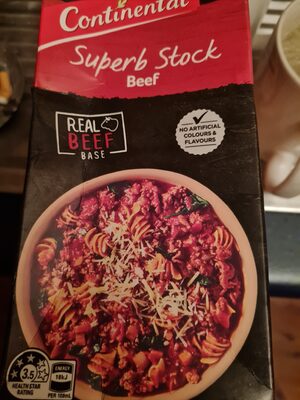 Continental
Superb Stock
Beef
REAL
BEEF
BASE
NO ARTIFICIAL
COLOURS &
FLAVOURS
3.5
HEALTH STAR
RATING
ENERGY
18kJ
PER 100mL